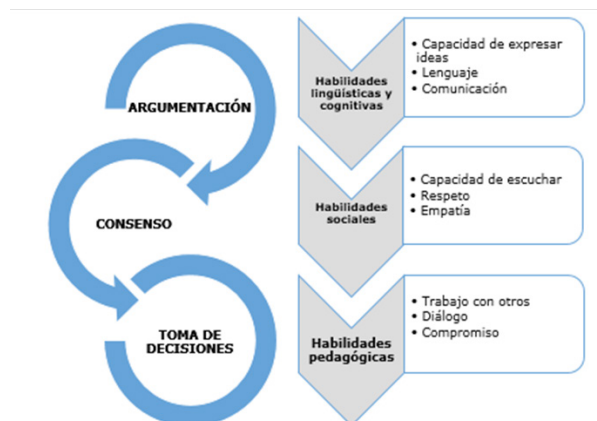 ARGUMENTACIÓN
Habilidades
lingüísticas y
cognitivas
• Capacidad de expresar
ideas
• Lenguaje
• Comunicación
CONSENSO
Habilidades
sociales
• Capacidad de escuchar
• Respeto
• Empatía
TOMA DE
DECISIONES
Habilidades
pedagógicas
• Trabajo con otros
• Diálogo
• Compromiso